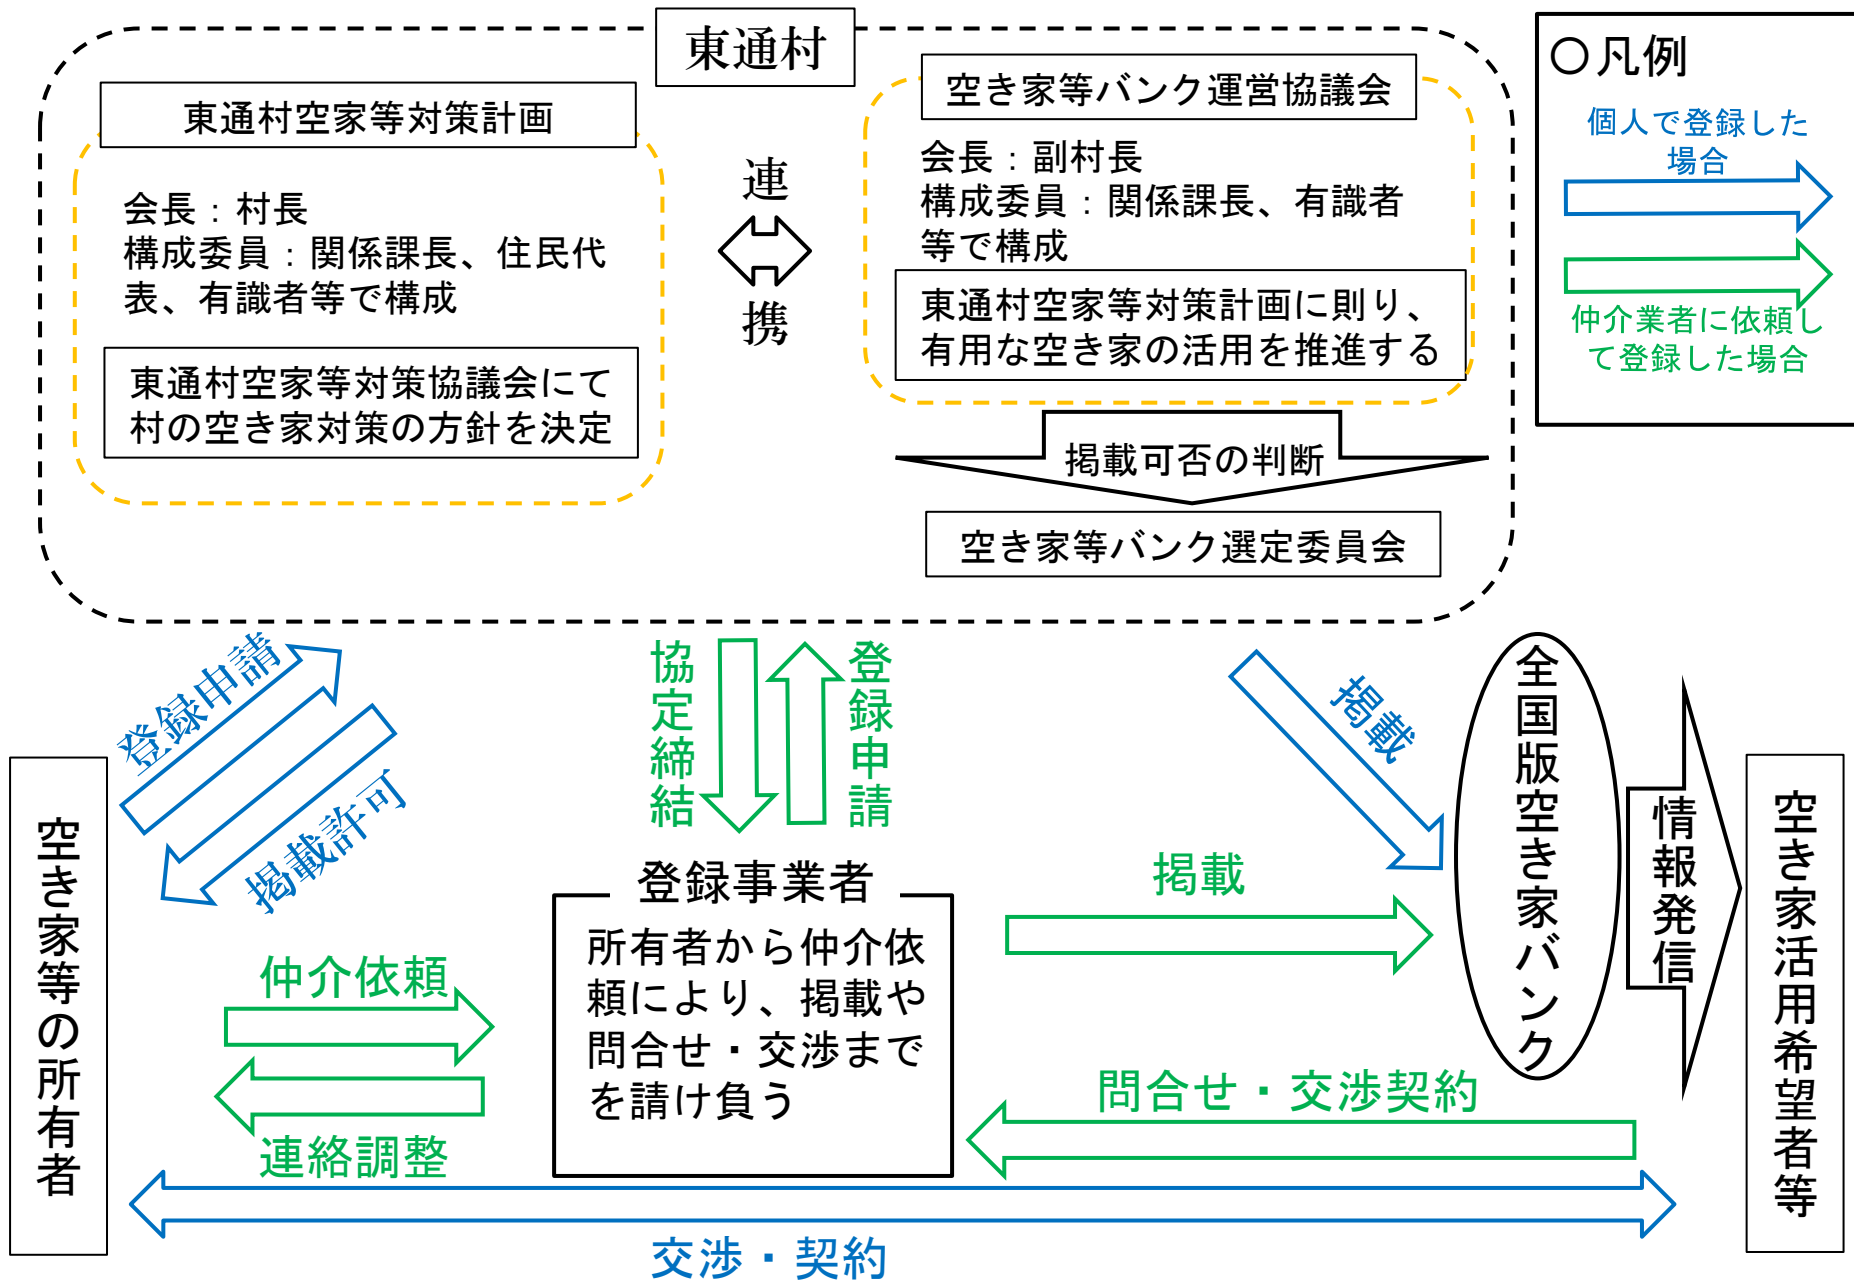 東通村
東通村空家等対策計画
会長：村長
構成委員：関係課長、住民代
表、有識者等で構成
東通村空家等対策協議会にて
村の空き家対策の方針を決定
連
携
空き家等バンク運営協議会
会長：副村長
構成委員：関係課長、有識者
等で構成
東通村空家等対策計画に則り、
有用な空き家の活用を推進する
掲載可否の判断
空き家等バンク選定委員会
〇凡例
個人で登録した
場合
仲介業者に依頼し
て登録した場合
登録申請
掲載許可
協定締結
登録申請
掲載
全国版空き家バンク
情報発信
空き家活用希望者等
空き家等の所有者
登録事業者
所有者から仲介依
頼により、掲載や
問合せ・交渉まで
を請け負う
掲載
仲介依頼
連絡調整
問合せ・交渉契約
交渉・契約